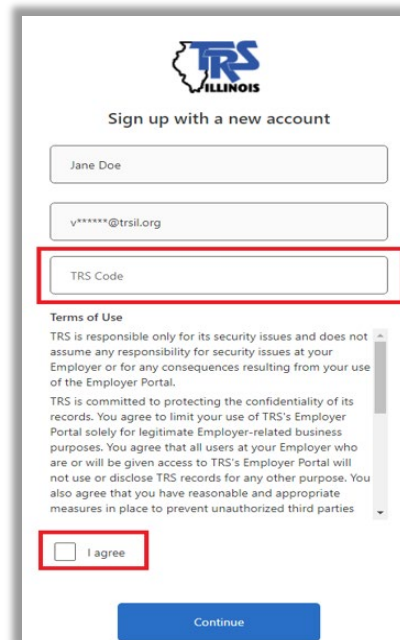 TRS
ILLINOIS
Sign up with a new account
Jane Doe
v******@trsil.org
TRS Code
Terms of Use
TRS is responsible only for its security issues and does not
assume any responsibility for security issues at your
Employer or for any consequences resulting from your use
of the Employer Portal.
TRS is committed to protecting the confidentiality of its
records. You agree to limit your use of TRS's Employer
Portal solely for legitimate Employer-related business
purposes. You agree that all users at your Employer who
are or will be given access to TRS's Employer Portal will
not use or disclose TRS records for any other purpose. You
also agree that you have reasonable and appropriate
measures in place to prevent unauthorized third parties
I agree
Continue